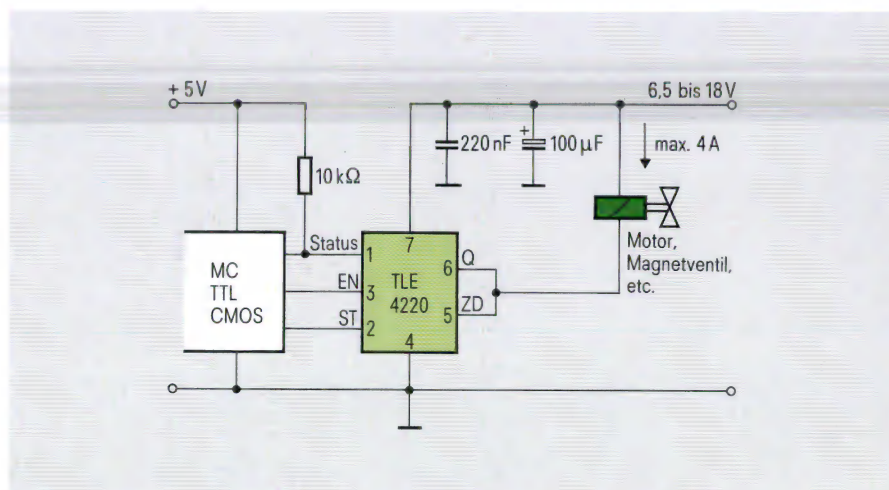 + 5V
6,5 bis 18V
220 nF
+
100 µF
max. 4 A
10 kΩ
Status
1
7
Q
6
Motor,
Magnetventil,
etc.
MC
TTL
CMOS
EN
3
TLE
4220
ZD
5
ST
2
4